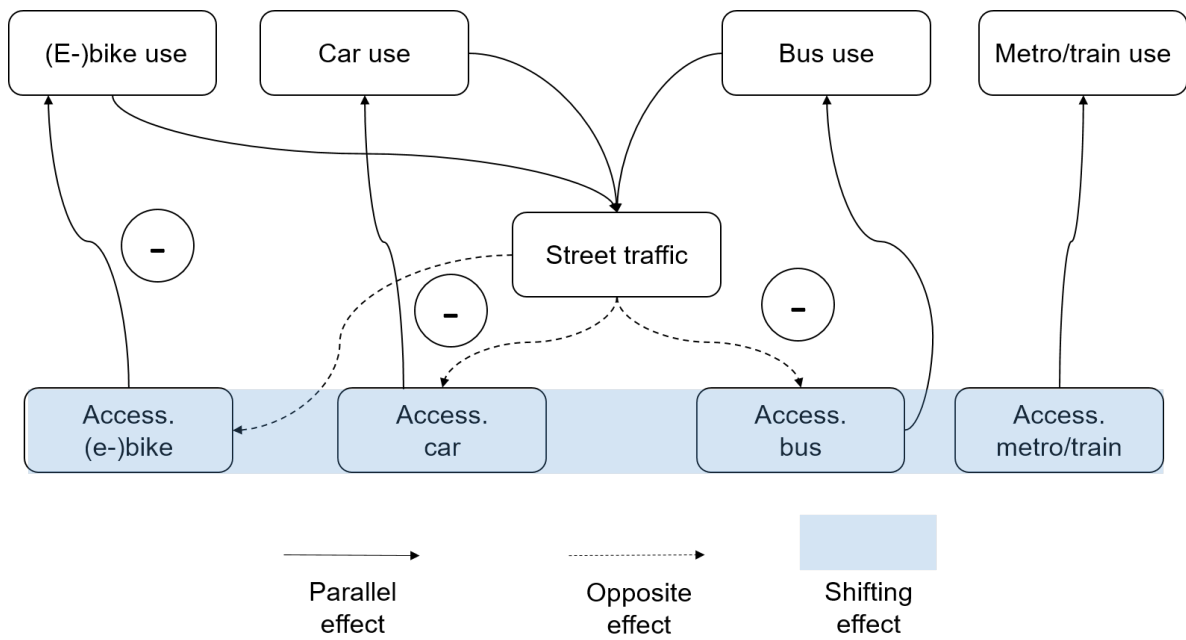 (E-)bike use
Car use
Bus use
Metro/train use
-
Street traffic
-
-
Access.
(e-)bike
Access.
car
Access.
bus
Access.
metro/train
Parallel
effect
Opposite
effect
Shifting
effect